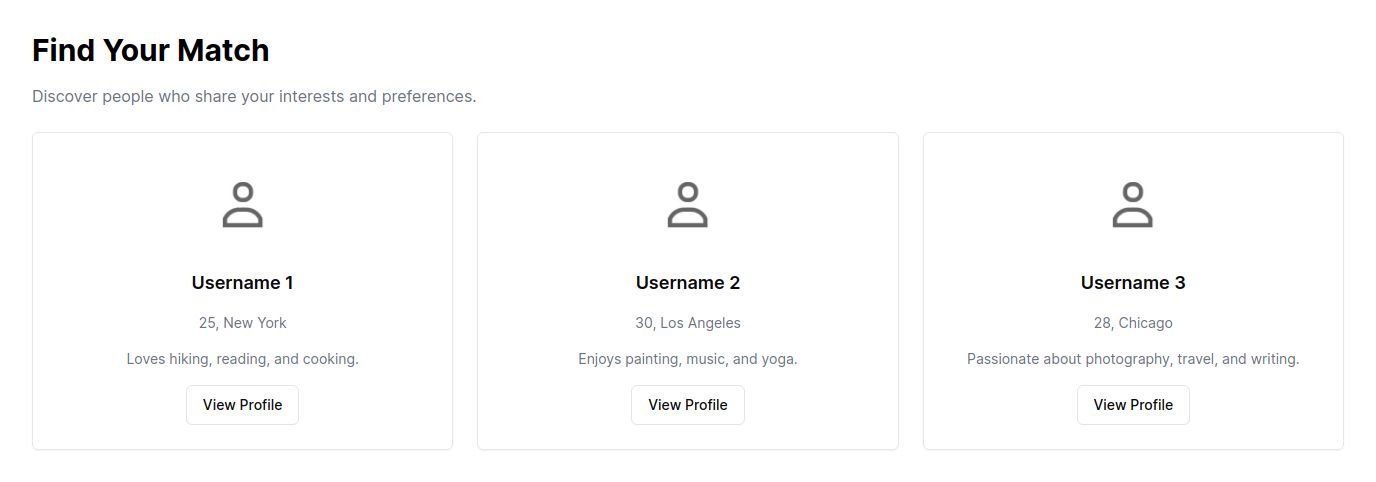 Find Your Match
Discover people who share your interests and preferences.
Username 1
25, New York
Loves hiking, reading, and cooking.
View Profile
Username 2
30, Los Angeles
Enjoys painting, music, and yoga.
View Profile
Username 3
28, Chicago
Passionate about photography, travel, and writing.
View Profile